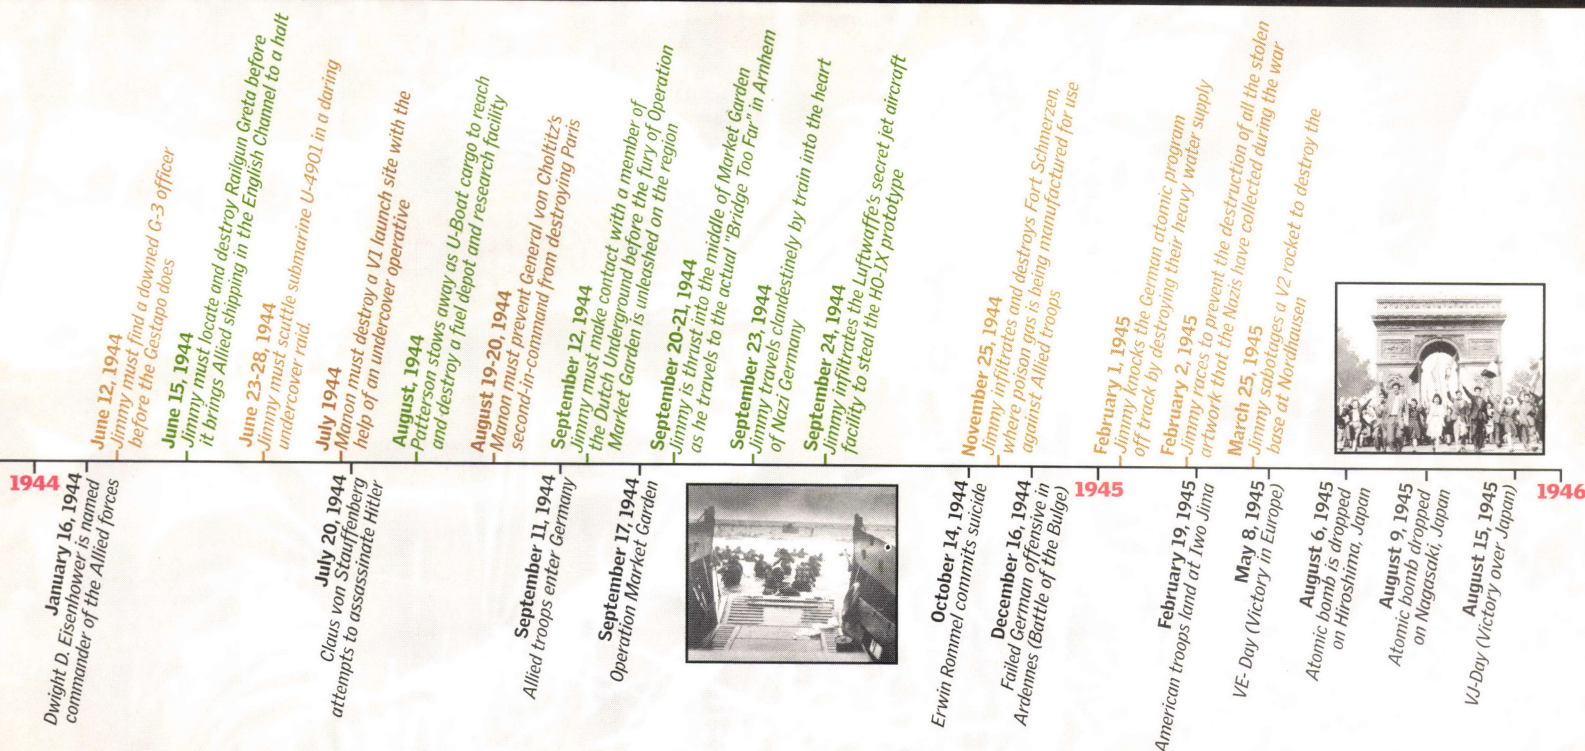 June 12, 1944
Jimmy must find a downed G-3 officer
before the Gestapo does
June 15, 1944
Jimmy must locate and destroy Railgun Greta before
it brings Allied shipping in the English Channel to a halt
June 23-28, 1944
Jimmy must scuttle submarine U-4901 in a daring
undercover raid.
July 1944
Manon must destroy a V1 launch site with the
help of an undercover operative
August, 1944
Patterson stows away as U-Boat cargo to reach
and destroy a fuel depot and research facility
August 19-20, 1944
Manon must prevent General von Choltitz's
second-in-command from destroying Paris
September 12, 1944
Jimmy must make contact with a member of
the Dutch Underground before the fury of Operation
Market Garden is unleashed on the region
September 20-21, 1944
Jimmy is thrust into the middle of Market Garden
as he travels to the actual "Bridge Too Far" in Arnhem
September 23, 1944
Jimmy travels clandestinely by train into the heart
of Nazi Germany
September 24, 1944
Jimmy infiltrates the Luftwaffe's secret jet aircraft
facility to steal the HO-IX prototype
November 25, 1944
Jimmy infiltrates and destroys Fort Schmerzen,
where poison gas is being manufactured for use
against Allied troops
February 1, 1945
Jimmy knocks the German atomic program
off track by destroying their heavy water supply
February 2, 1945
Jimmy races to prevent the destruction of all the stolen
artwork that the Nazis have collected during the war
March 25, 1945
Jimmy sabotages a V2 rocket to destroy the
base at Nordhausen
1944
January 16, 1944
Dwight D. Eisenhower is named
commander of the Allied forces
July 20, 1944
Claus von Stauffenberg
attempts to assassinate Hitler
September 11, 1944
Allied troops enter Germany
September 17, 1944
Operation Market Garden
October 14, 1944
Erwin Rommel commits suicide
December 16, 1944
Failed German offensive in
Ardennes (Battle of the Bulge)
1945
February 19, 1945
American troops land at Two Jima
May 8, 1945
VE- Day (Victory in Europe)
August 6, 1945
Atomic bomb is dropped
on Hiroshima, Japan
August 9, 1945
Atomic bomb dropped
on Nagasaki, Japan
August 15, 1945
VJ-Day (Victory over Japan)
1946